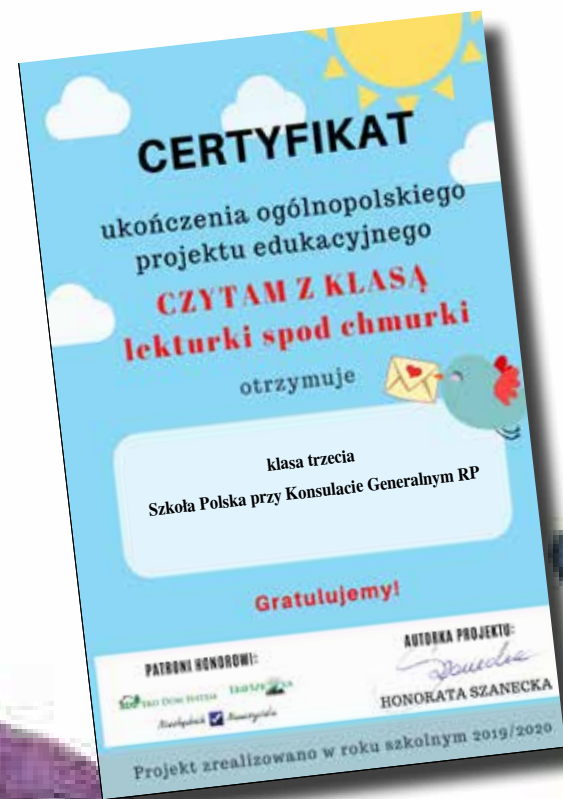 CERTYFIKAT
ukończenia ogólnopolskiego
projektu edukacyjnego
CZYTAM Z KLASĄ
lekturki spod chmurki
otrzymuje
klasa trzecia
Szkoła Polska przy Konsulacie Generalnym RP
Gratulujemy!
PATRONI HONOROWI:
AUTORKA PROJEKTU:
HONORATA SZANECKA
Projekt zrealizowano w roku szkolnym 2019/2020